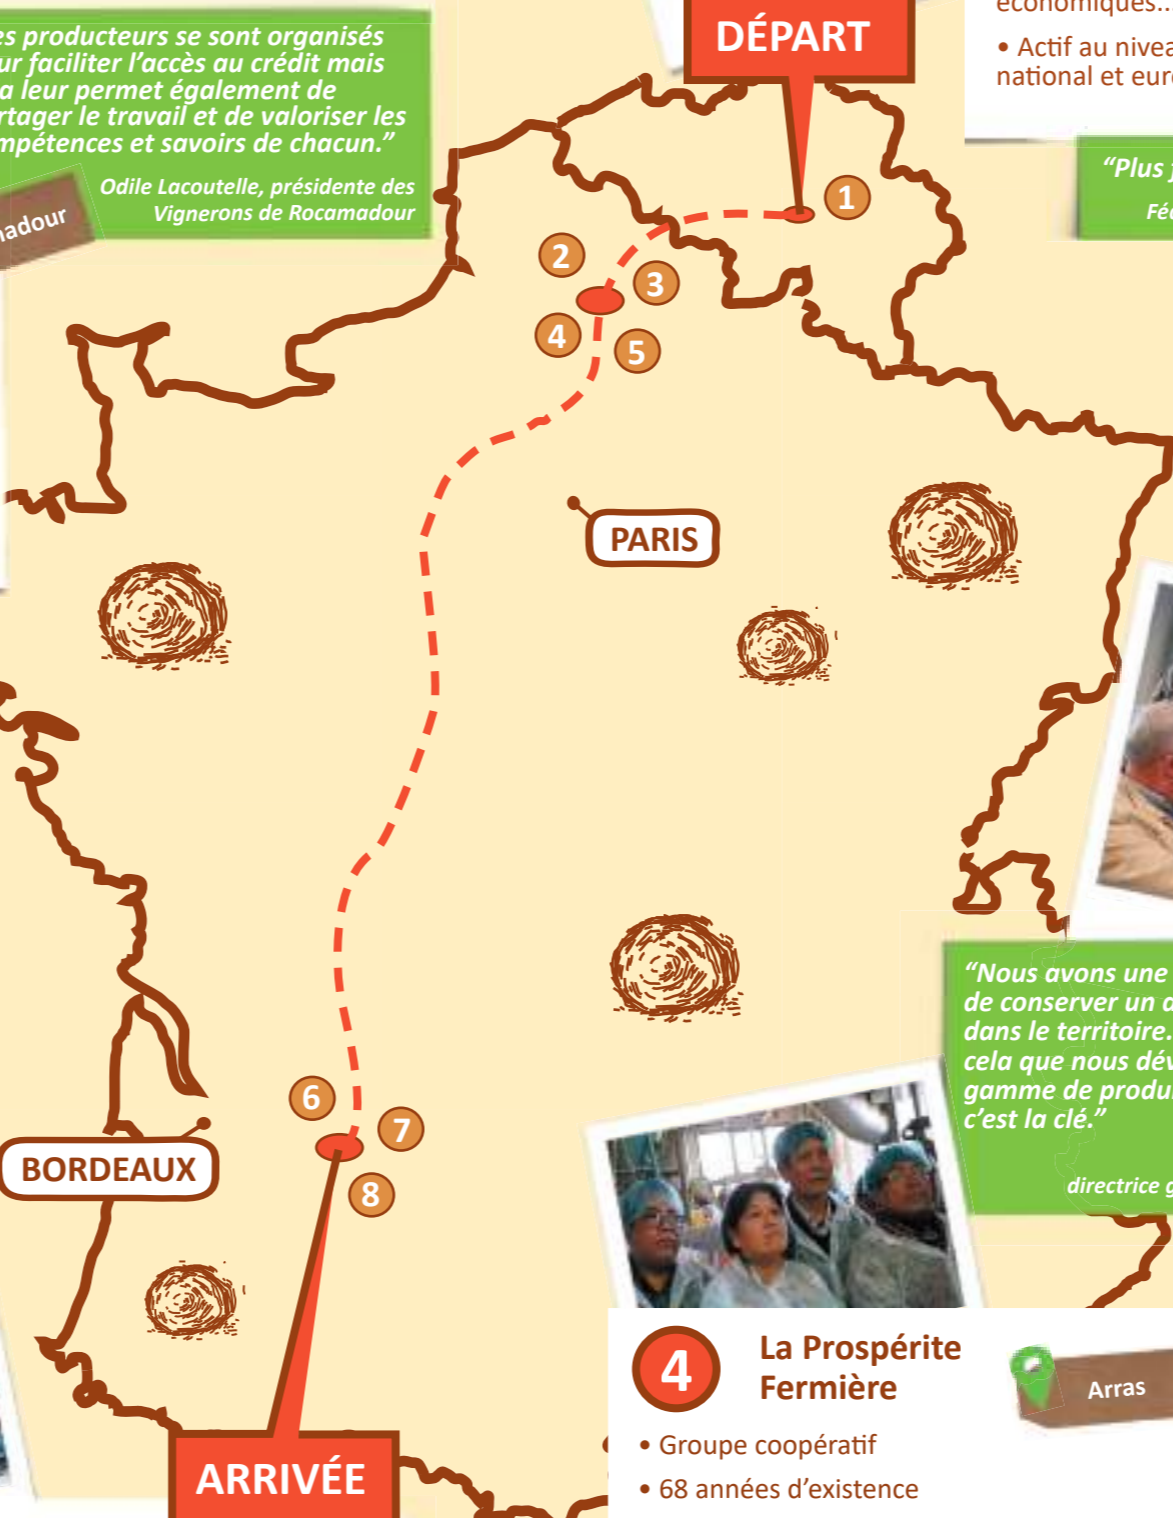 es producteurs se sont organisés
ur faciliter l’accès au crédit mais
a leur permet également de
rtager le travail et de valoriser les
mpétences et savoirs de chacun.”
Odile Lacoutelle, présidente des
Vignerons de Rocamadour
adour
DÉPART
économiques...
• Actif au nivea
national et eur
“Plus j
Féd
1
2
3
4
5
PARIS
6
7
8
BORDEAUX
ARRIVÉE
“Nous avons une
de conserver un
dans le territoire.
cela que nous dév
gamme de produi
c’est la clé.”
directrice g
4
La Prospérite
Fermière
Arras
• Groupe coopératif
• 68 années d’existence